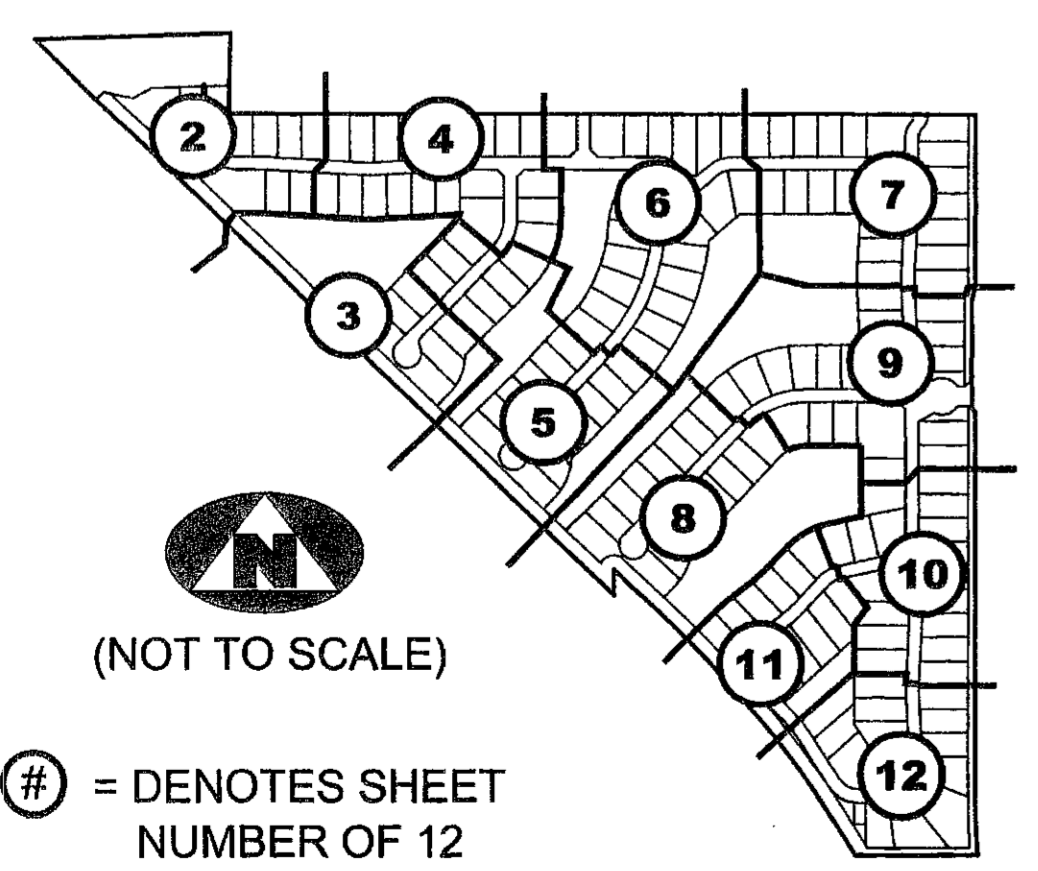 2
4
6
7
3
9
5
8
10
11
12
N
(NOT TO SCALE)
# = DENOTES SHEET
NUMBER OF 12